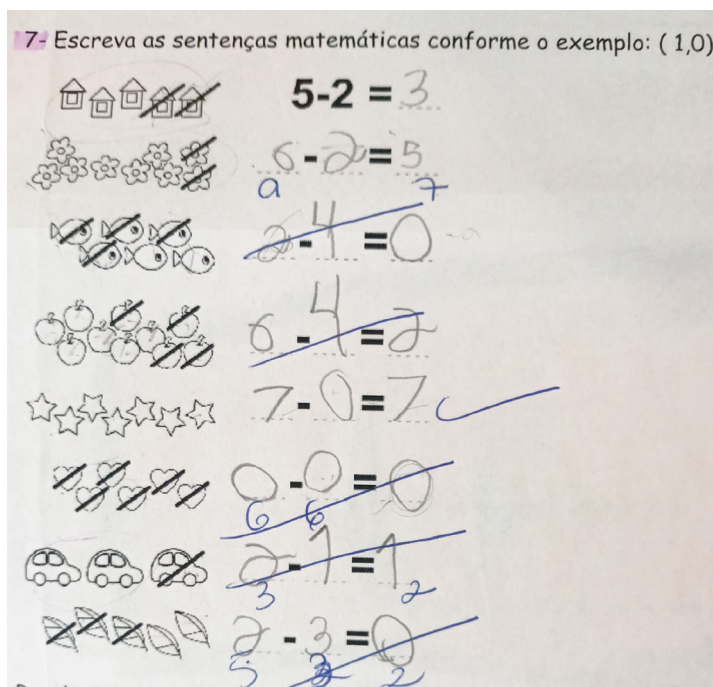 7- Escreva as sentenças matemáticas conforme o exemplo: ( 1,0)
5-2 = 3
6-2=5
a 7
2-4=0
6-4=2
7-0=7
0-0=0
6 6
2-1=1
3 2
2-3=0
5 3 2